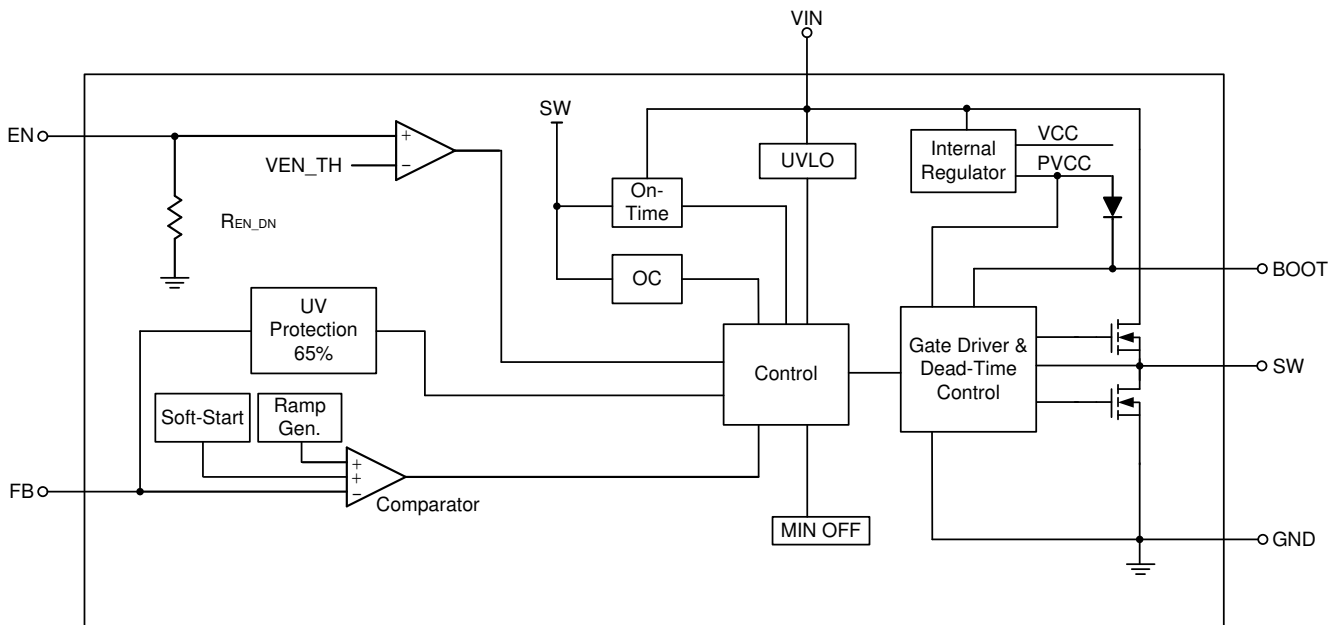 VIN
SW
EN
+
−
VEN_TH
UVLO
Internal
Regulator
VCC
PVCC
On-
Time
REN_DN
OC
BOOT
UV
Protection
65%
Control
Gate Driver &
Dead-Time
Control
SW
Soft-Start
Ramp
Gen.
+
+
−
FB
Comparator
MIN OFF
GND